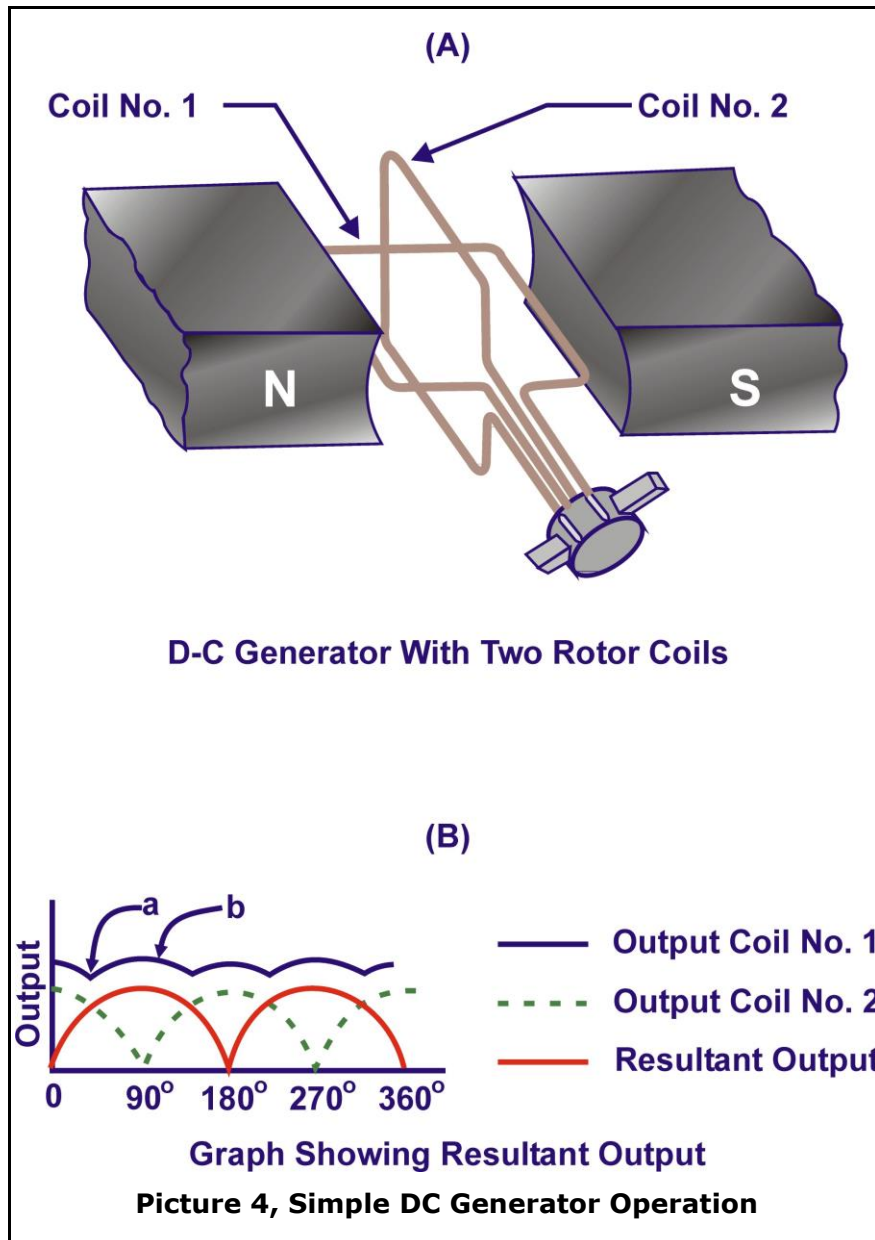 (A)
Coil No. 1
Coil No. 2
N
S
D-C Generator With Two Rotor Coils
(B)
a
b
Output
Output Coil No. 1
Output Coil No. 2
Resultant Output
0 90° 180° 270° 360°
Graph Showing Resultant Output
Picture 4, Simple DC Generator Operation